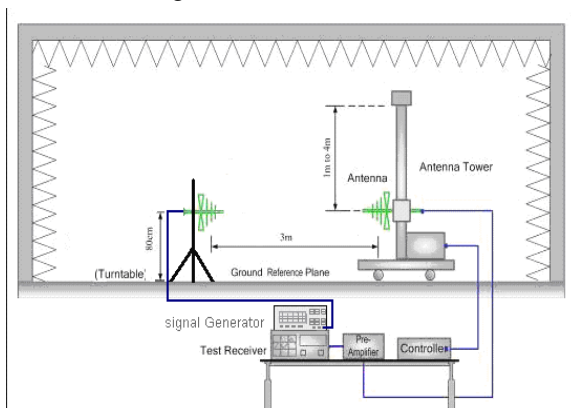 1m to 4m
Antenna
Antenna Tower
3m
80cm
(Turntable)
Ground Reference Plane
signal Generator
Test Receiver
Pre-
Amplifier
Controller